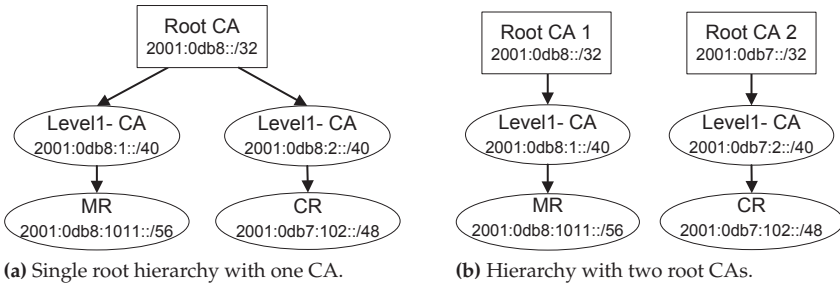 Root CA
2001:0db8::/32
Level1- CA
2001:0db8:1::/40
Level1- CA
2001:0db8:2::/40
MR
2001:0db8:1011::/56
CR
2001:0db7:102::/48
(a) Single root hierarchy with one CA.
Root CA 1
2001:0db8::/32
Root CA 2
2001:0db7::/32
Level1- CA
2001:0db8:1::/40
Level1- CA
2001:0db7:2::/40
MR
2001:0db8:1011::/56
CR
2001:0db7:102::/48
(b) Hierarchy with two root CAs.